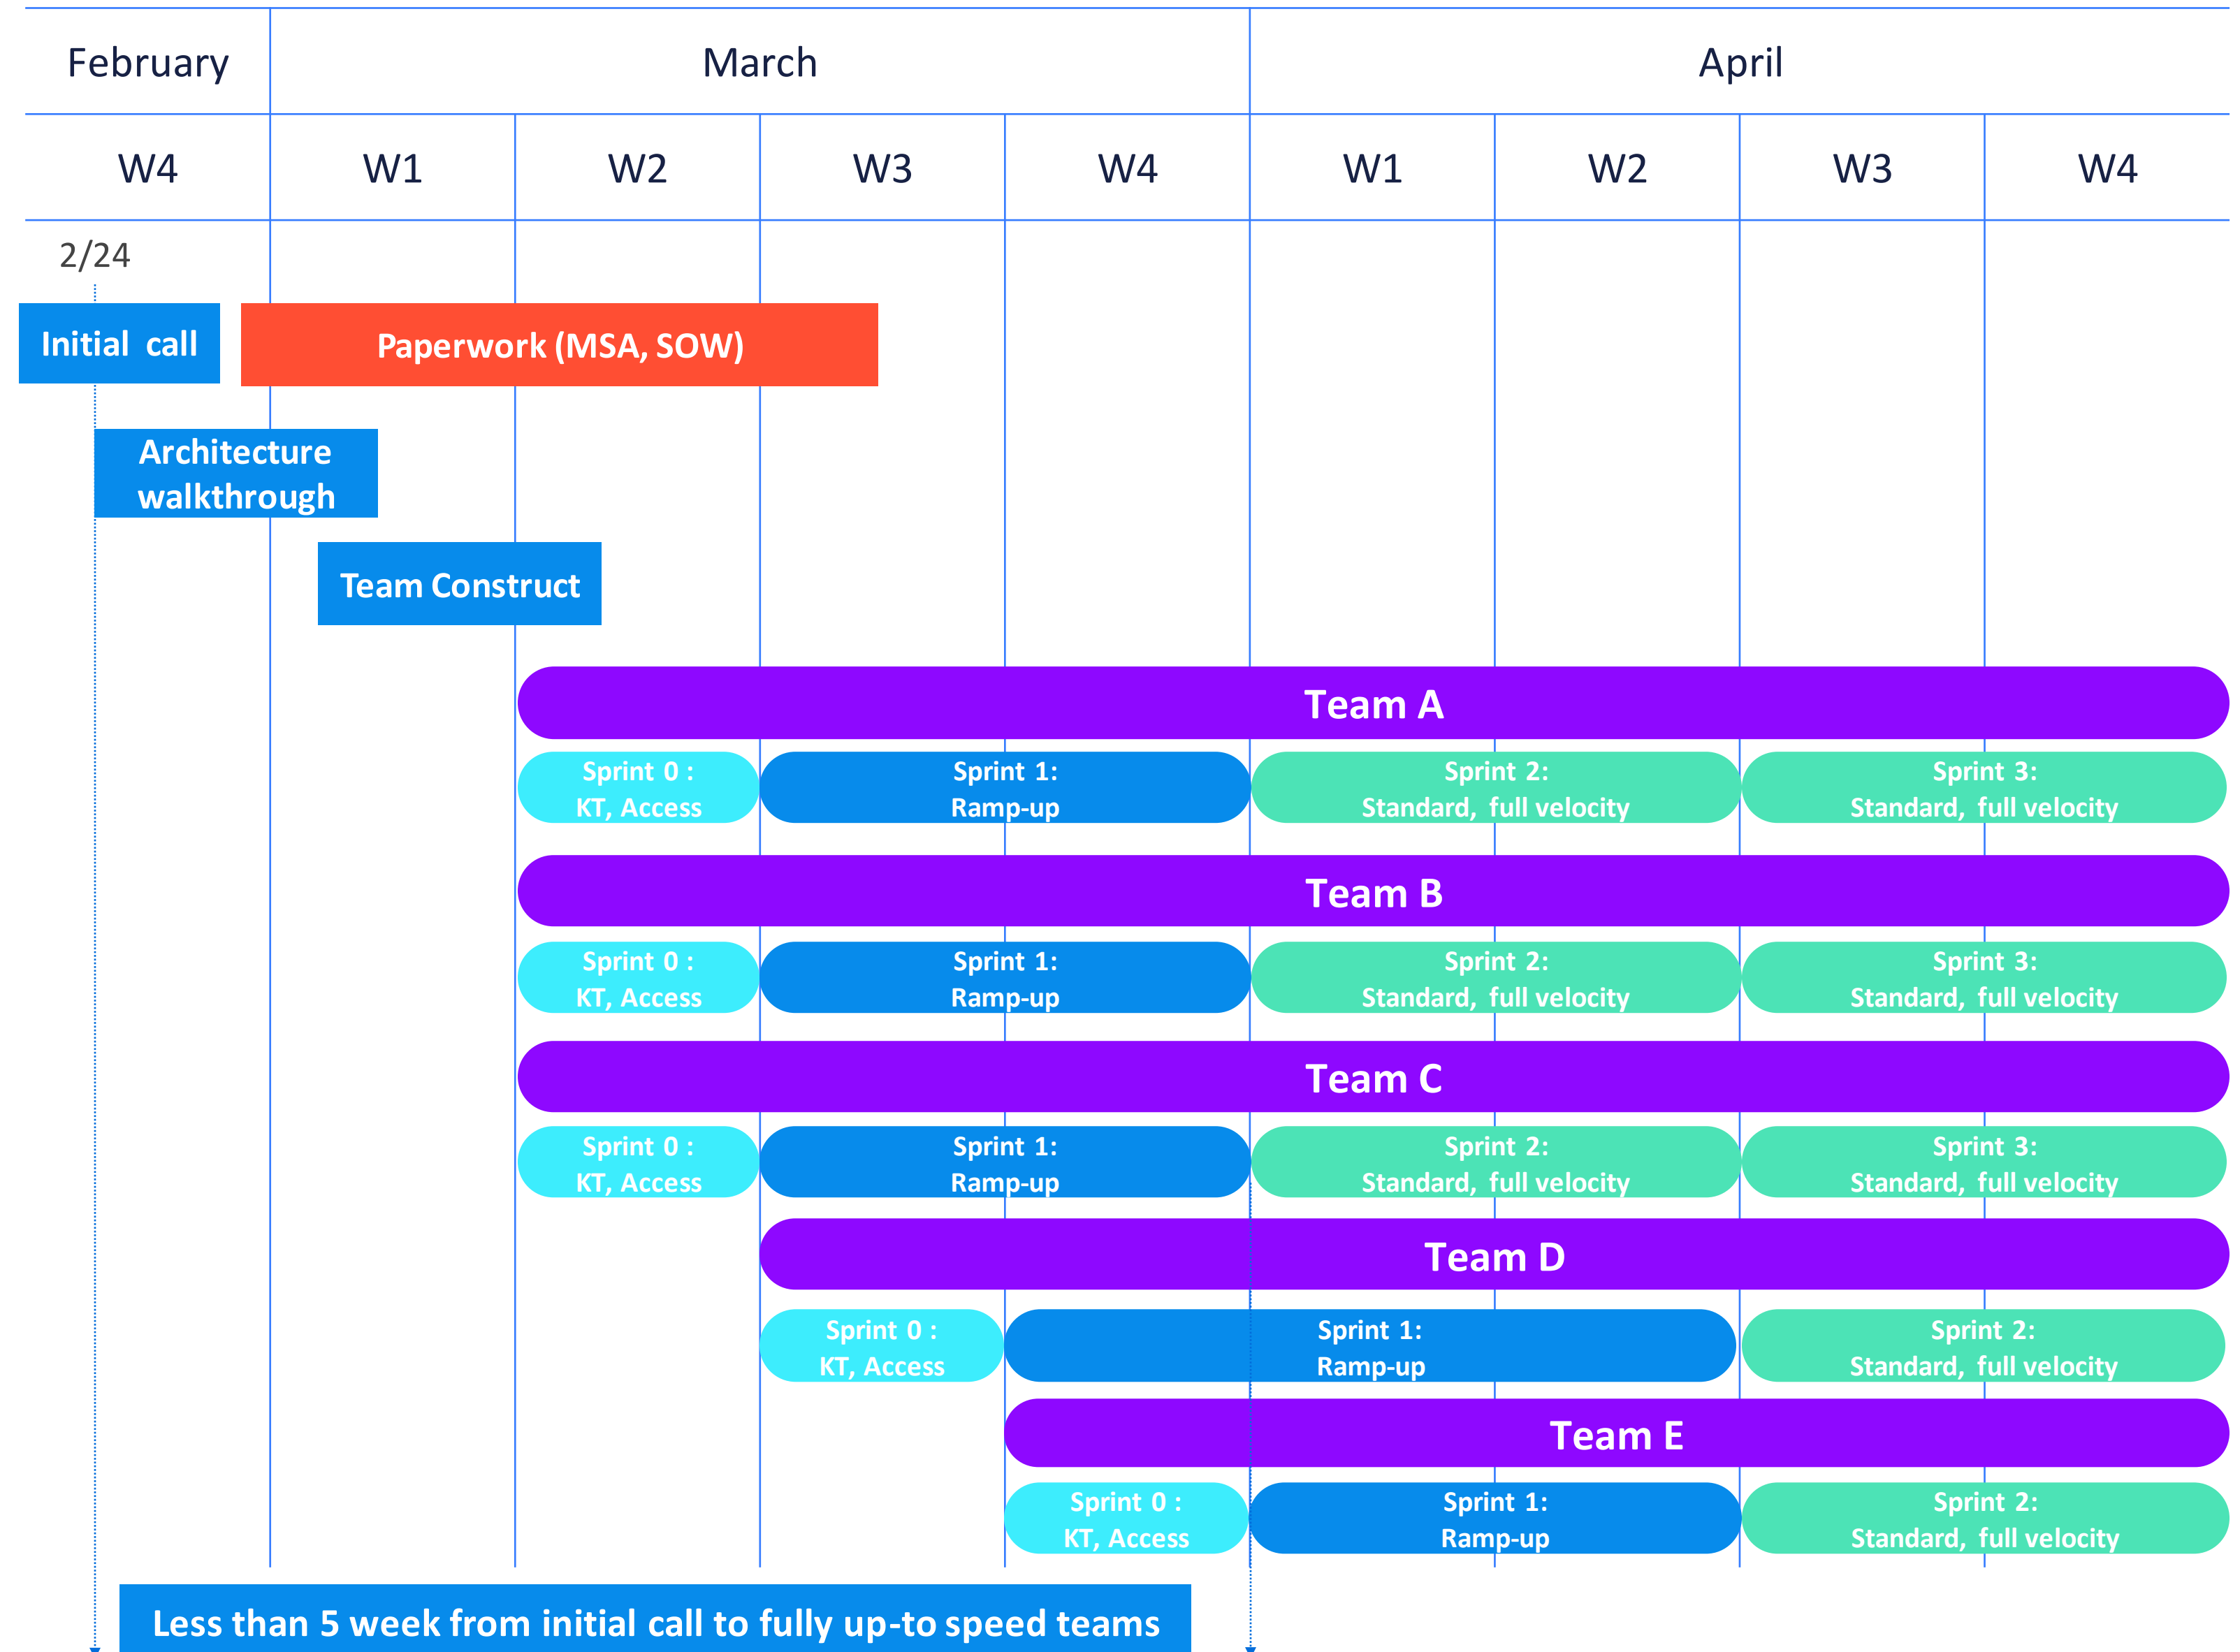 February March April
W4 W1 W2 W3 W4 W1 W2 W3 W4
2/24
Initial call
Paperwork (MSA, SOW)
Architecture
walkthrough
Team Construct
Team A
Sprint 0 :
KT, Access
Sprint 1:
Ramp-up
Sprint 2:
Standard, full velocity
Sprint 3:
Standard, full velocity
Team B
Sprint 0 :
KT, Access
Sprint 1:
Ramp-up
Sprint 2:
Standard, full velocity
Sprint 3:
Standard, full velocity
Team C
Sprint 0 :
KT, Access
Sprint 1:
Ramp-up
Sprint 2:
Standard, full velocity
Sprint 3:
Standard, full velocity
Team D
Sprint 0 :
KT, Access
Sprint 1:
Ramp-up
Sprint 2:
Standard, full velocity
Team E
Sprint 0 :
KT, Access
Sprint 1:
Ramp-up
Sprint 2:
Standard, full velocity
Less than 5 week from initial call to fully up-to speed teams